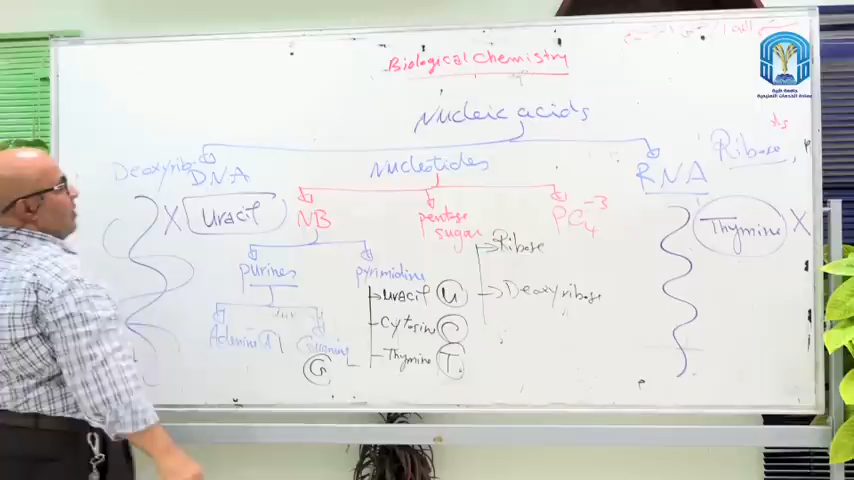 Biological chemistry
Nucleic acids
Deoxyrib
DNA
Nucleotides
RNA
Ribose,
X
Uracil
NB
pentose
sugar
PO4-3
Thymine X
purines
pyrimidine
Ribose
Uracil U
Deoxyribose
Adenine A
Guanine
G
Cytosine C
Thymine T